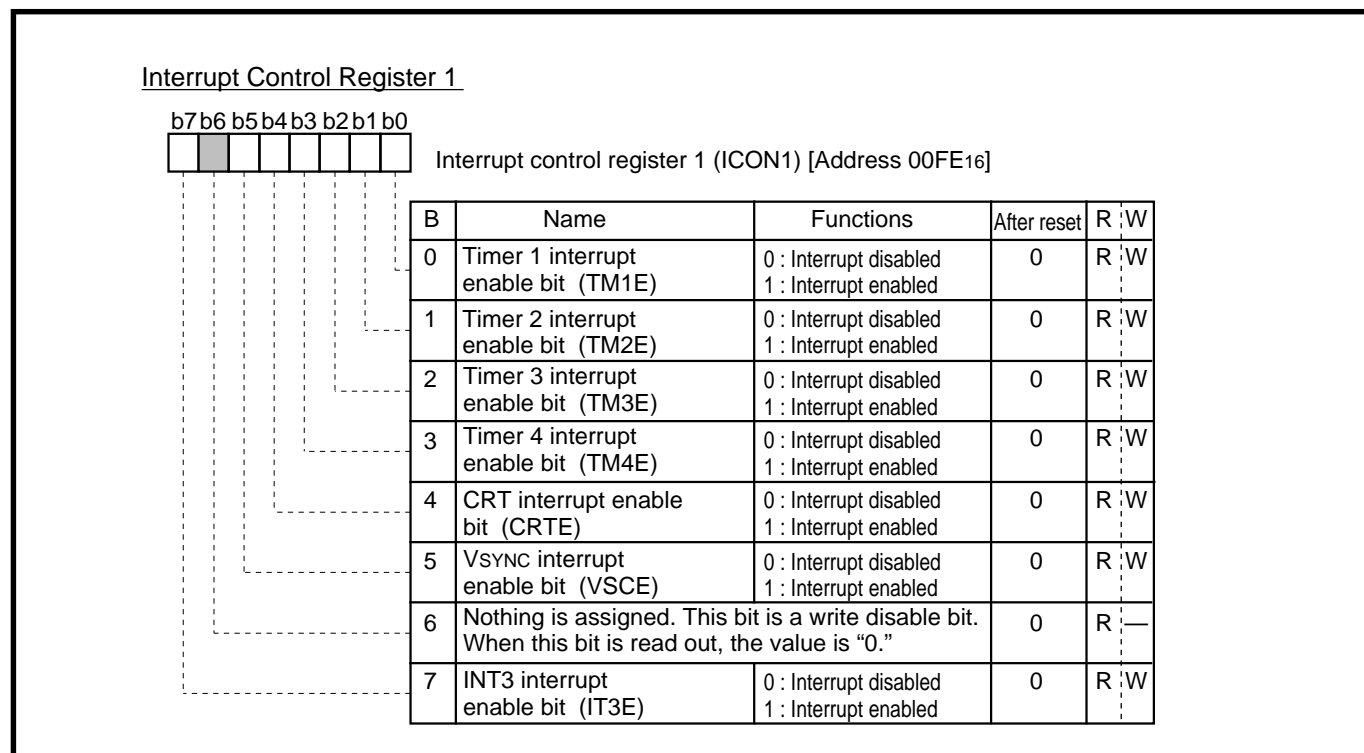 Interrupt Control Register 1
b7 b6 b5 b4 b3 b2 b1 b0
Interrupt control register 1 (ICON1) [Address 00FE16]
B Name Functions After reset R W
0 Timer 1 interrupt enable bit (TM1E) 0 : Interrupt disabled 1 : Interrupt enabled 0 R W
1 Timer 2 interrupt enable bit (TM2E) 0 : Interrupt disabled 1 : Interrupt enabled 0 R W
2 Timer 3 interrupt enable bit (TM3E) 0 : Interrupt disabled 1 : Interrupt enabled 0 R W
3 Timer 4 interrupt enable bit (TM4E) 0 : Interrupt disabled 1 : Interrupt enabled 0 R W
4 CRT interrupt enable bit (CRTE) 0 : Interrupt disabled 1 : Interrupt enabled 0 R W
5 VSYNC interrupt enable bit (VSCE) 0 : Interrupt disabled 1 : Interrupt enabled 0 R W
6 Nothing is assigned. This bit is a write disable bit. When this bit is read out, the value is “0.” 0 R —
7 INT3 interrupt enable bit (IT3E) 0 : Interrupt disabled 1 : Interrupt enabled 0 R W